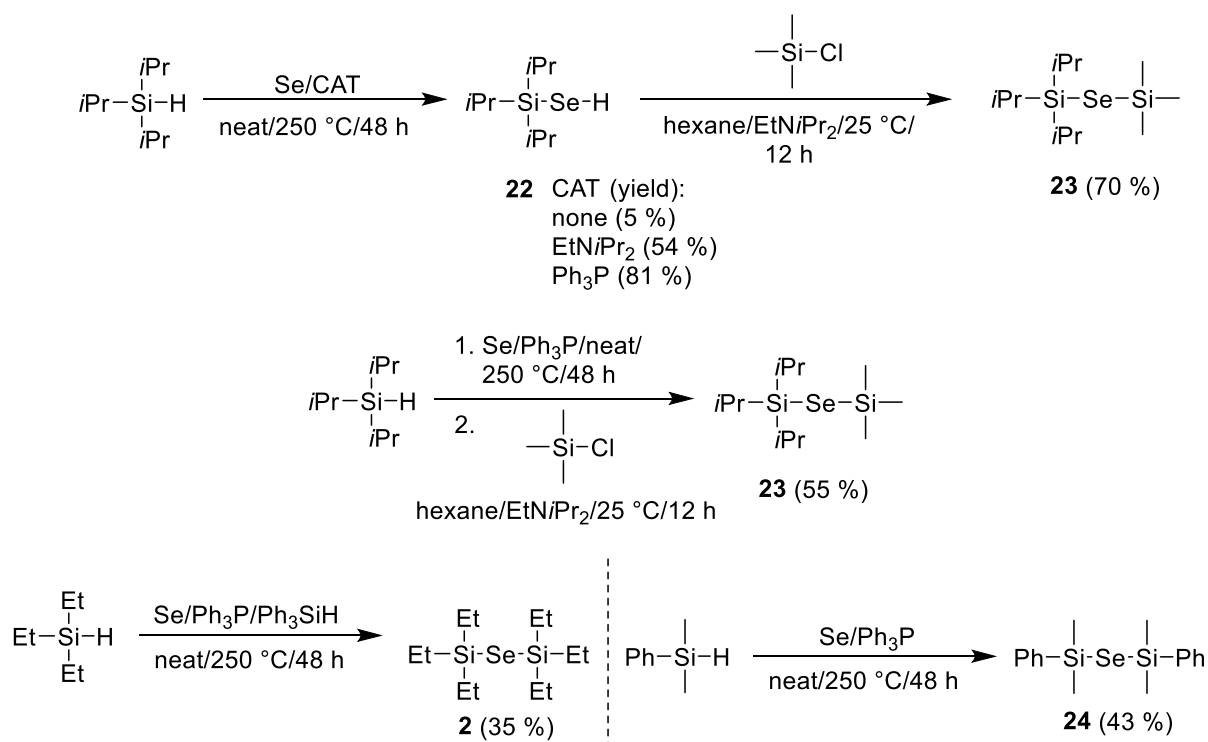 iPr
iPr–Si–H
iPr
Se/CAT
neat/250 °C/48 h
iPr
iPr–Si–Se–H
iPr
22 CAT (yield):
none (5 %)
EtNiPr₂ (54 %)
Ph₃P (81 %)
Si–Cl
hexane/EtNiPr₂/25 °C/
12 h
iPr
iPr–Si–Se–Si
iPr
23 (70 %)
iPr
iPr–Si–H
iPr
1. Se/Ph₃P/neat/
250 °C/48 h
2.
Si–Cl
hexane/EtNiPr₂/25 °C/12 h
iPr
iPr–Si–Se–Si
iPr
23 (55 %)
Et
Et–Si–H
Et
Se/Ph₃P/Ph₃SiH
neat/250 °C/48 h
Et Et
Et–Si–Se–Si–Et
Et Et
2 (35 %)
Ph–Si–H
Se/Ph₃P
neat/250 °C/48 h
Ph–Si–Se–Si–Ph
24 (43 %)